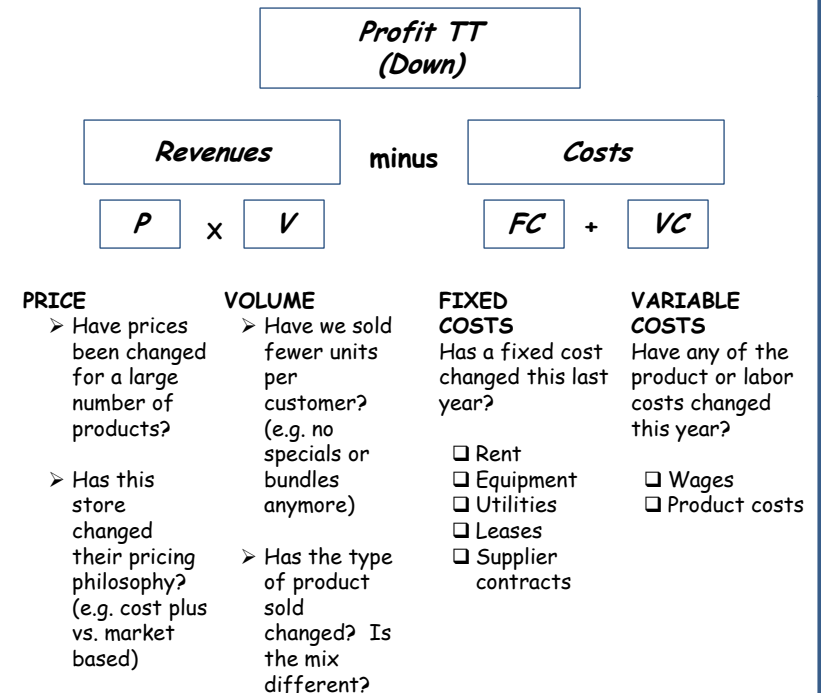 Profit TT
(Down)
Revenues minus Costs
P x V FC + VC
PRICE
➢ Have prices
been changed
for a large
number of
products?
➢ Has this
store
changed
their pricing
philosophy?
(e.g. cost plus
vs. market
based)
VOLUME
➢ Have we sold
fewer units
per
customer?
(e.g. no
specials or
bundles
anymore)
➢ Has the type
of product
sold
changed? Is
the mix
different?
FIXED
COSTS
Has a fixed cost
changed this last
year?
❑ Rent
❑ Equipment
❑ Utilities
❑ Leases
❑ Supplier
contracts
VARIABLE
COSTS
Have any of the
product or labor
costs changed
this year?
❑ Wages
❑ Product costs